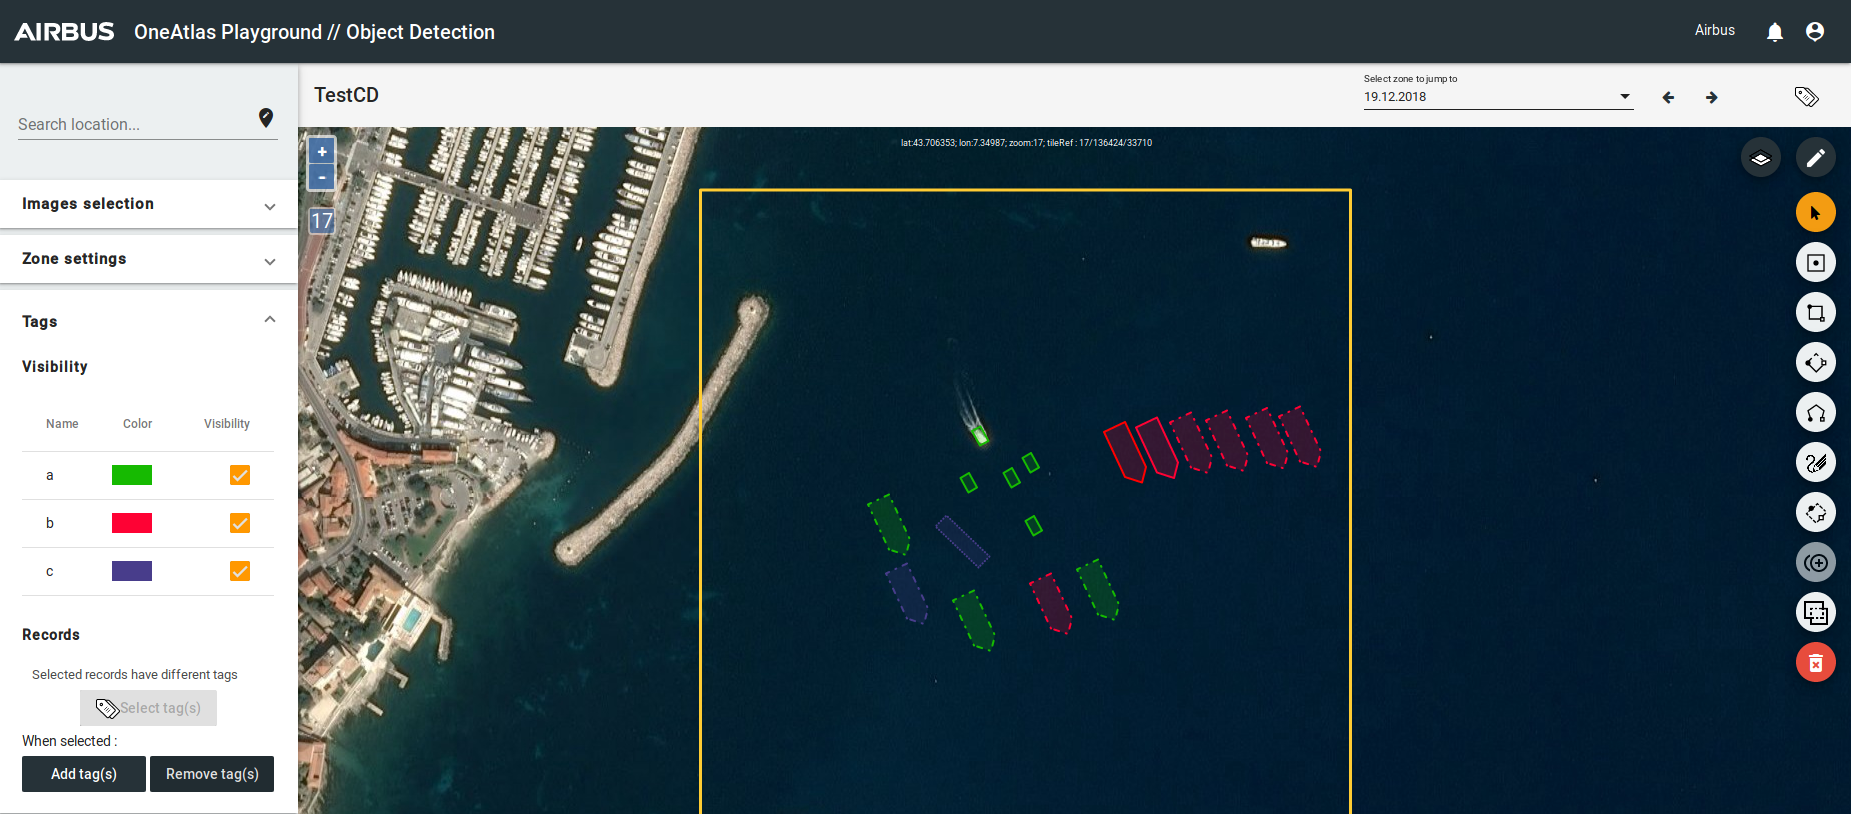 AIRBUS OneAtlas Playground // Object Detection
Airbus
Search location...
Images selection
Zone settings
Tags
Visibility
Name Color Visibility
a
b
c
Records
Selected records have different tags
Select tag(s)
When selected :
Add tag(s) Remove tag(s)
TestCD
Select zone to jump to
19.12.2018
lat:43.706353; lon:7.34987; zoom:17; tileRef : 17/136424/33710
+
-
17